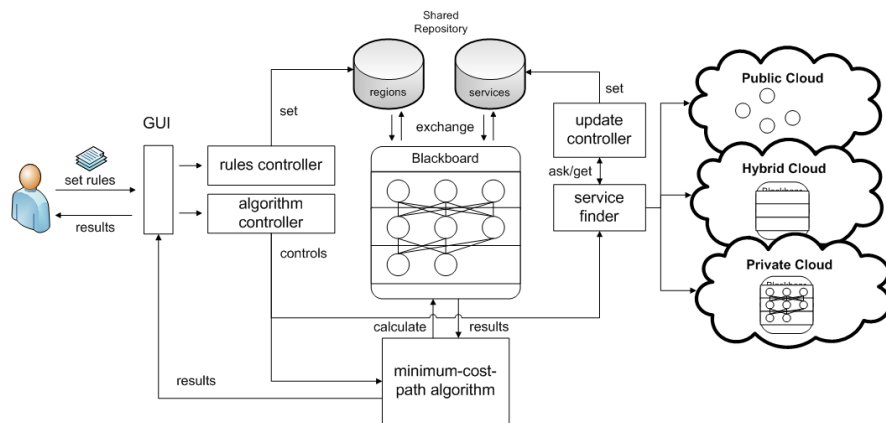 Shared
Repository
regions
services
set
exchange
set
GUI
set rules
results
rules controller
algorithm
controller
controls
Blackboard
update
controller
ask/get
service
finder
Public Cloud
Hybrid Cloud
Private Cloud
calculate
results
results
minimum-cost-
path algorithm